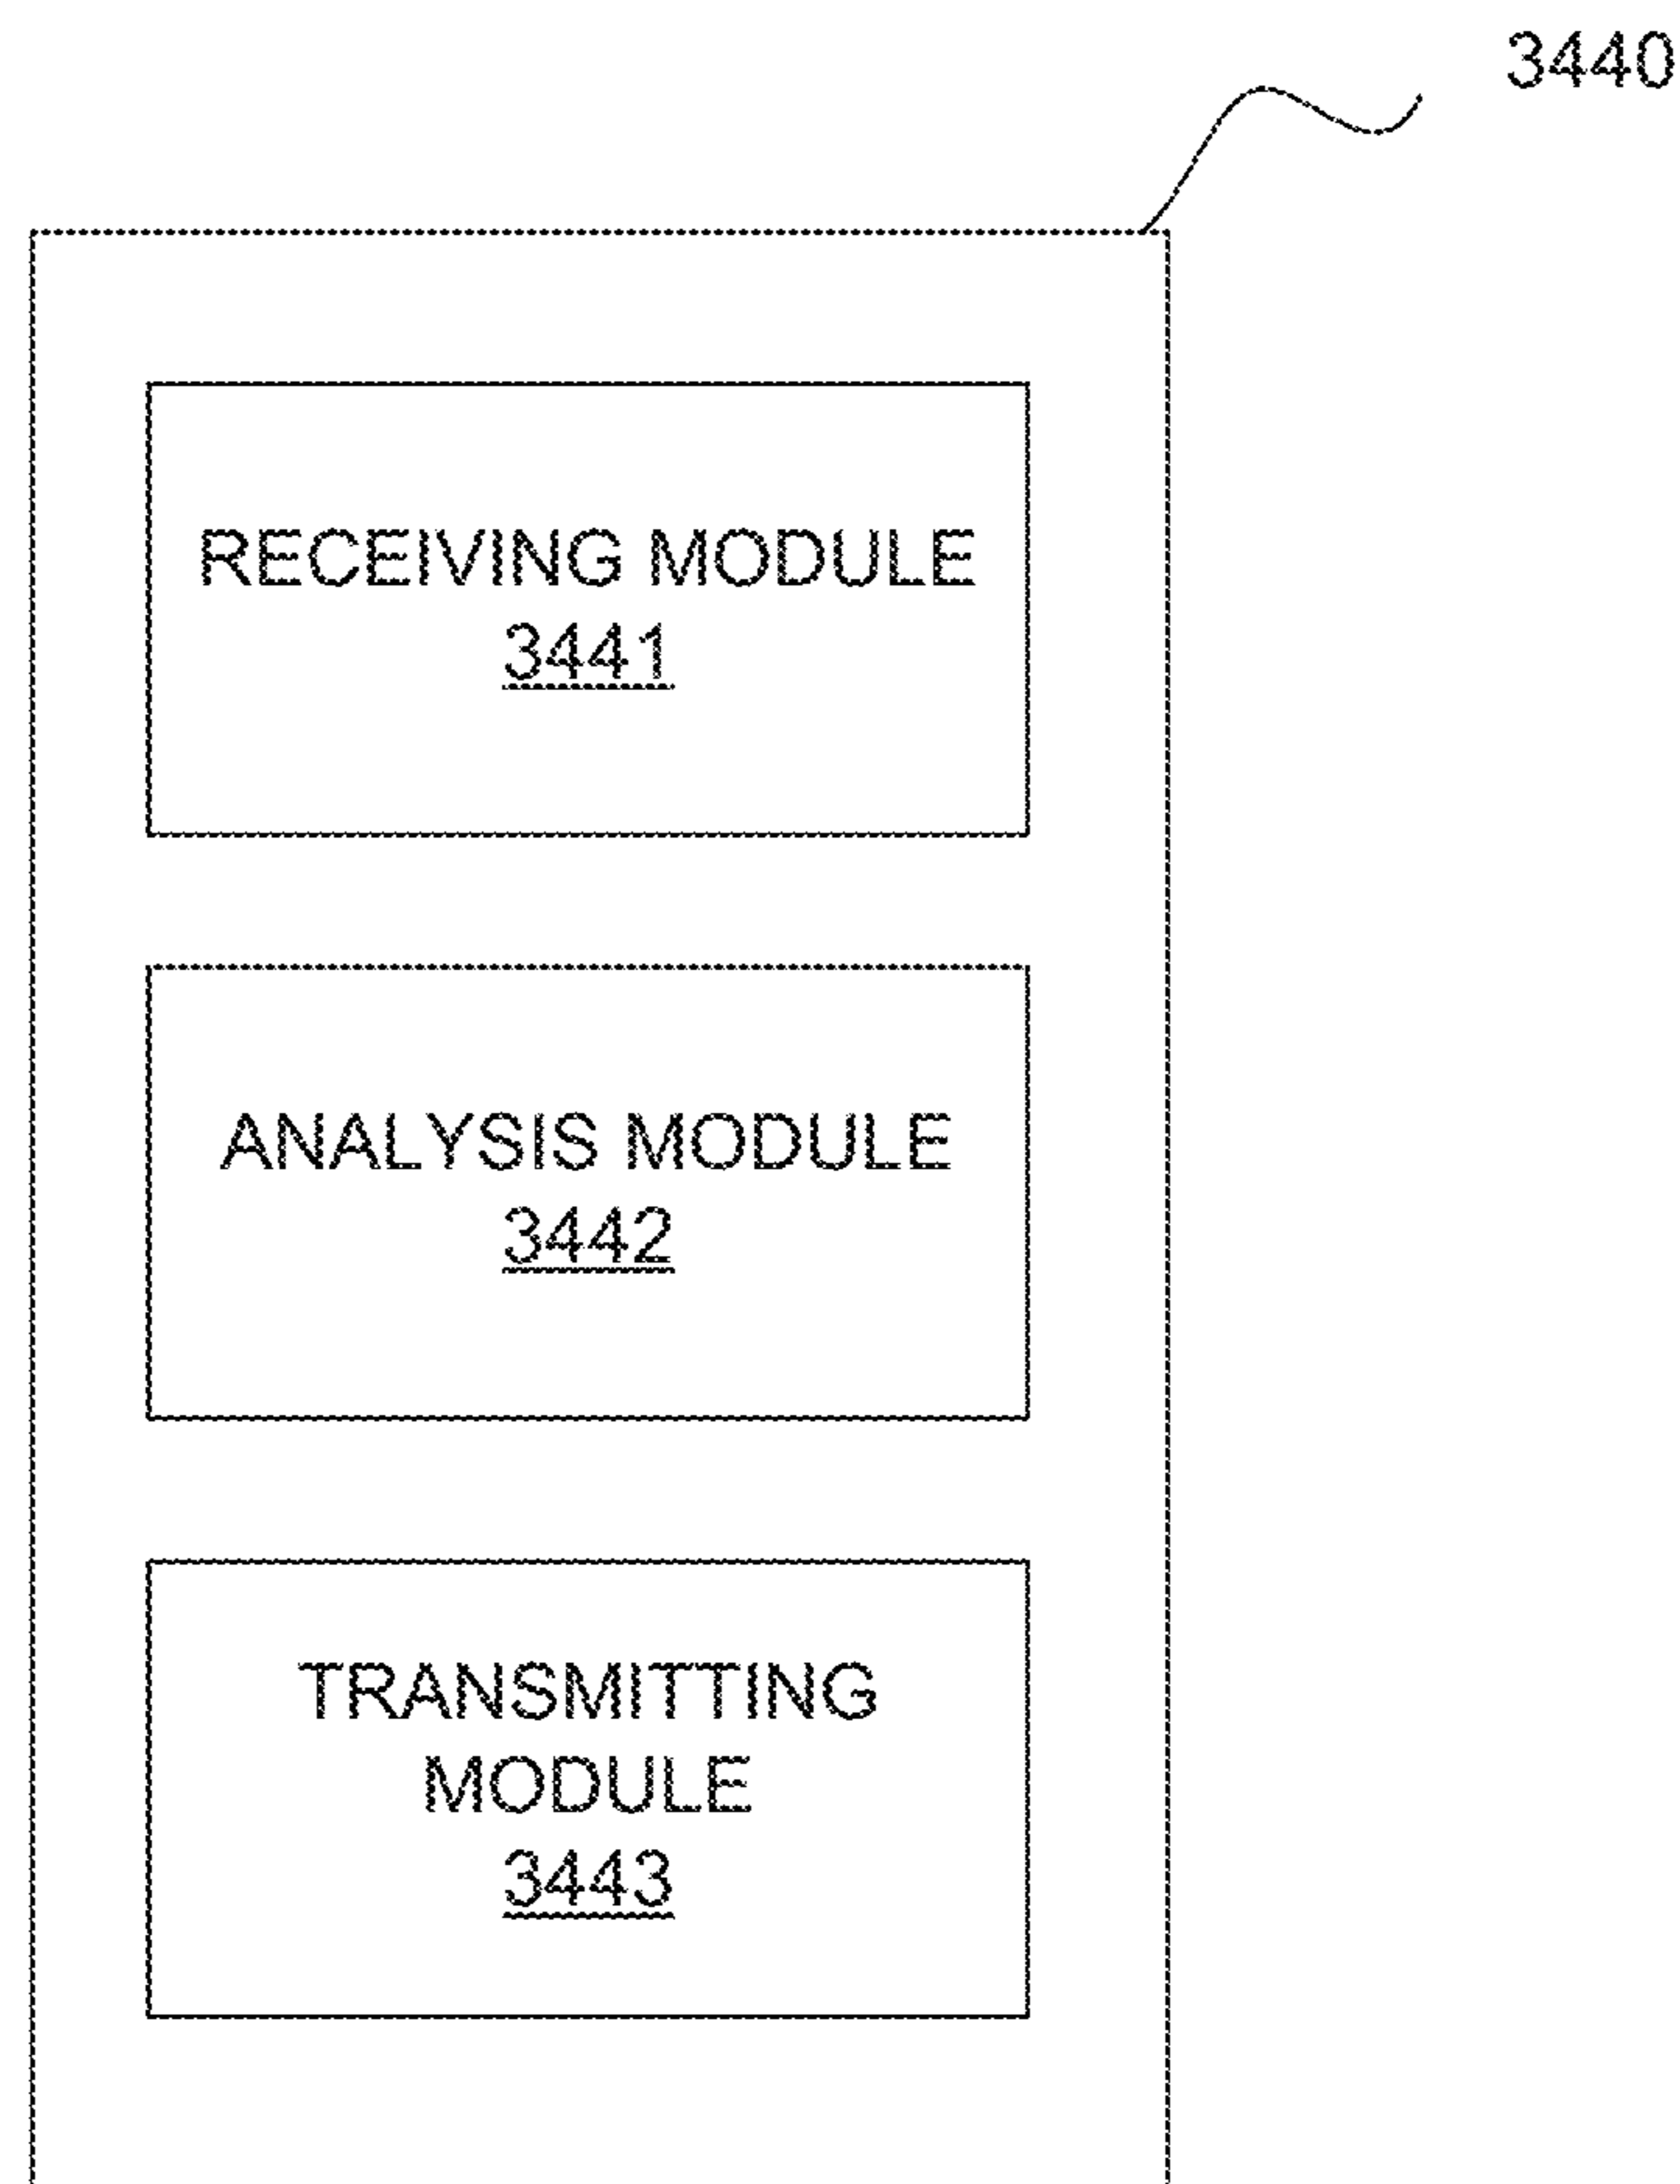 3440
RECEIVING MODULE
3441
ANALYSIS MODULE
3442
TRANSMITTING
MODULE
3443